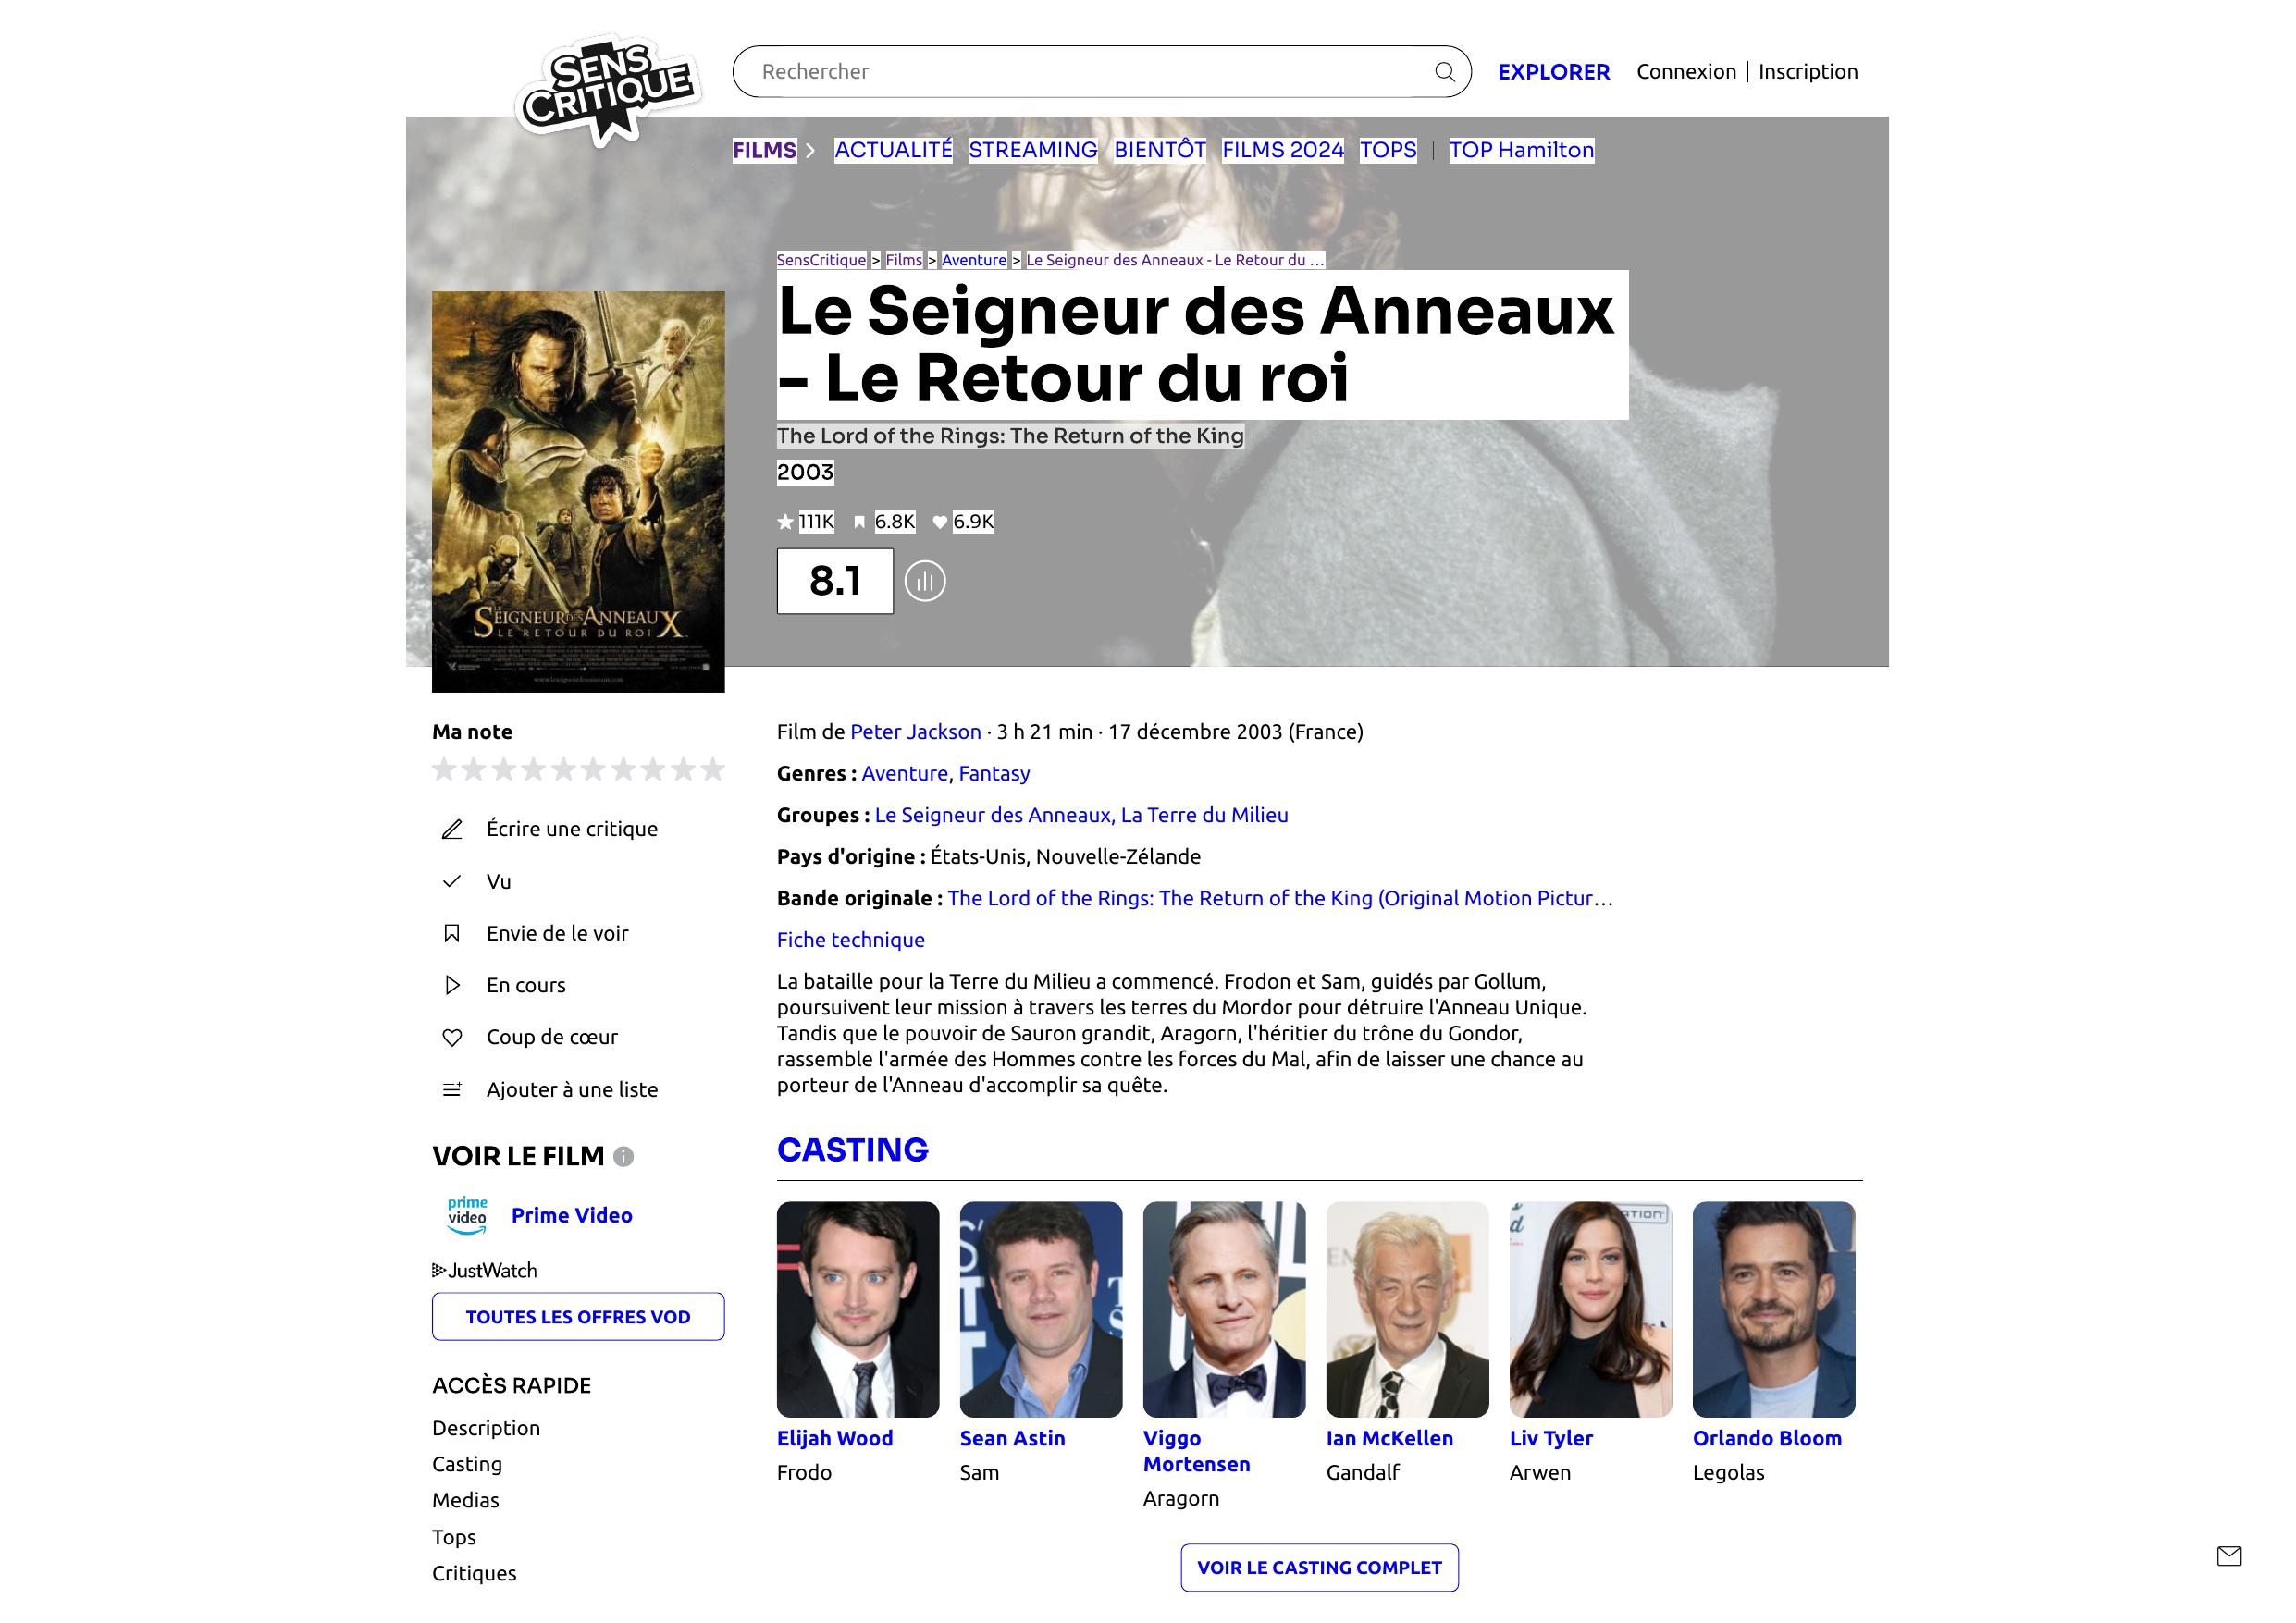 SENS
CRITIQUE
Rechercher
EXPLORER
Connexion | Inscription
FILMS
ACTUALITÉ
STREAMING
BIENTÔT
FILMS 2024
TOPS
|
TOP Hamilton
SensCritique > Films > Aventure > Le Seigneur des Anneaux - Le Retour du ...
Le Seigneur des Anneaux
– Le Retour du roi
The Lord of the Rings: The Return of the King
2003
111K 6.8K 6.9K
8.1
LE
SEIGNEUR DES ANNEAUX
LE RETOUR DU ROI
Ma note
Écrire une critique
Vu
Envie de le voir
En cours
Coup de cœur
Ajouter à une liste
VOIR LE FILM
prime
video
Prime Video
JustWatch
TOUTES LES OFFRES VOD
ACCÈS RAPIDE
Description
Casting
Medias
Tops
Critiques
Film de Peter Jackson · 3 h 21 min · 17 décembre 2003 (France)
Genres : Aventure, Fantasy
Groupes : Le Seigneur des Anneaux, La Terre du Milieu
Pays d'origine : États-Unis, Nouvelle-Zélande
Bande originale : The Lord of the Rings: The Return of the King (Original Motion Pictur...
Fiche technique
La bataille pour la Terre du Milieu a commencé. Frodon et Sam, guidés par Gollum,
poursuivent leur mission à travers les terres du Mordor pour détruire l'Anneau Unique.
Tandis que le pouvoir de Sauron grandit, Aragorn, l'héritier du trône du Gondor,
rassemble l'armée des Hommes contre les forces du Mal, afin de laisser une chance au
porteur de l'Anneau d'accomplir sa quête.
CASTING
Elijah Wood
Frodo
Sean Astin
Sam
Viggo
Mortensen
Aragorn
Ian McKellen
Gandalf
Liv Tyler
Arwen
Orlando Bloom
Legolas
VOIR LE CASTING COMPLET